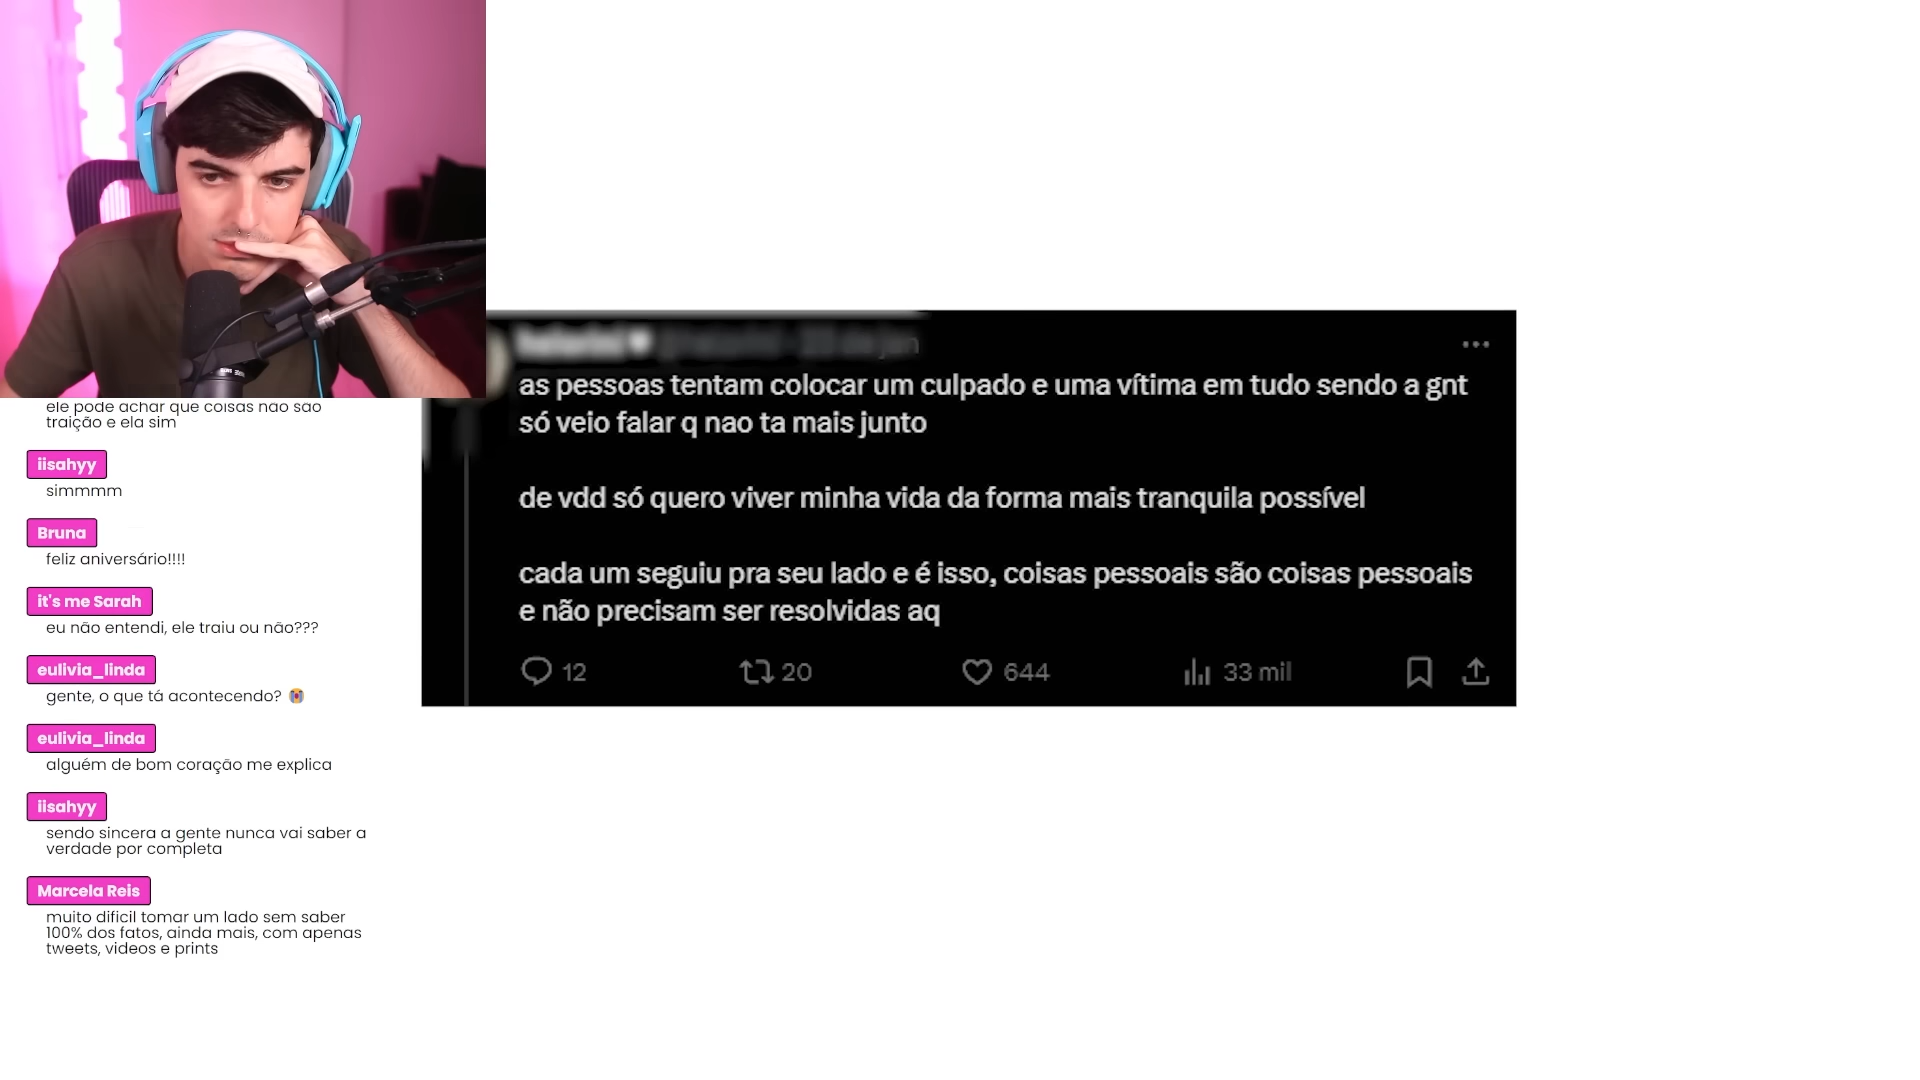 ele pode achar que coisas não são
traição e ela sim
iisahyy
simmmm
Bruna
feliz aniversário!!!!
it's me Sarah
eu não entendi, ele traiu ou não???
eulivia_linda
gente, o que tá acontecendo? 😭
eulivia_linda
alguém de bom coração me explica
iisahyy
sendo sincera a gente nunca vai saber a
verdade por completa
Marcela Reis
muito dificil tomar um lado sem saber
100% dos fatos, ainda mais, com apenas
tweets, videos e prints
as pessoas tentam colocar um culpado e uma vítima em tudo sendo a gnt
só veio falar q nao ta mais junto
de vdd só quero viver minha vida da forma mais tranquila possível
cada um seguiu pra seu lado e é isso, coisas pessoais são coisas pessoais
e não precisam ser resolvidas aq
12 20 644 33 mil